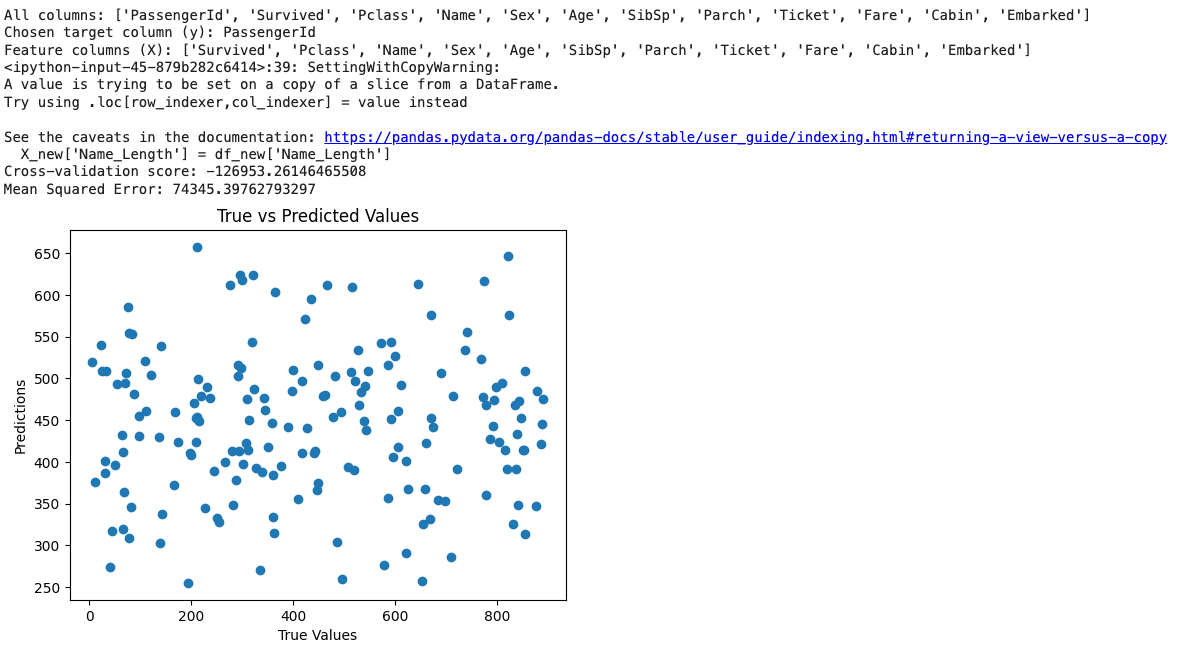 All columns: ['PassengerId', 'Survived', 'Pclass', 'Name', 'Sex', 'Age', 'SibSp', 'Parch', 'Ticket', 'Fare', 'Cabin', 'Embarked']
Chosen target column (y): PassengerId
Feature columns (X): ['Survived', 'Pclass', 'Name', 'Sex', 'Age', 'SibSp', 'Parch', 'Ticket', 'Fare', 'Cabin', 'Embarked']
<ipython-input-45-879b282c6414>:39: SettingWithCopyWarning:
A value is trying to be set on a copy of a slice from a DataFrame.
Try using .loc[row_indexer,col_indexer] = value instead
See the caveats in the documentation: https://pandas.pydata.org/pandas-docs/stable/user_guide/indexing.html#returning-a-view-versus-a-copy
  X_new['Name_Length'] = df_new['Name_Length']
Cross-validation score: -126953.26146465508
Mean Squared Error: 74345.39762793297
True vs Predicted Values
650
600
550
500
450
400
350
300
250
Predictions
0 200 400 600 800
True Values